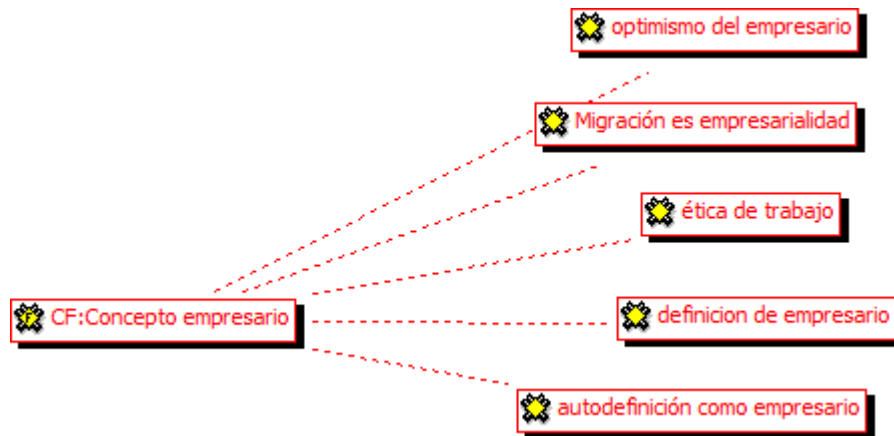 optimismo del empresario
Migración es empresarialidad
ética de trabajo
CF:Concepto empresario
definicion de empresario
autodefinición como empresario